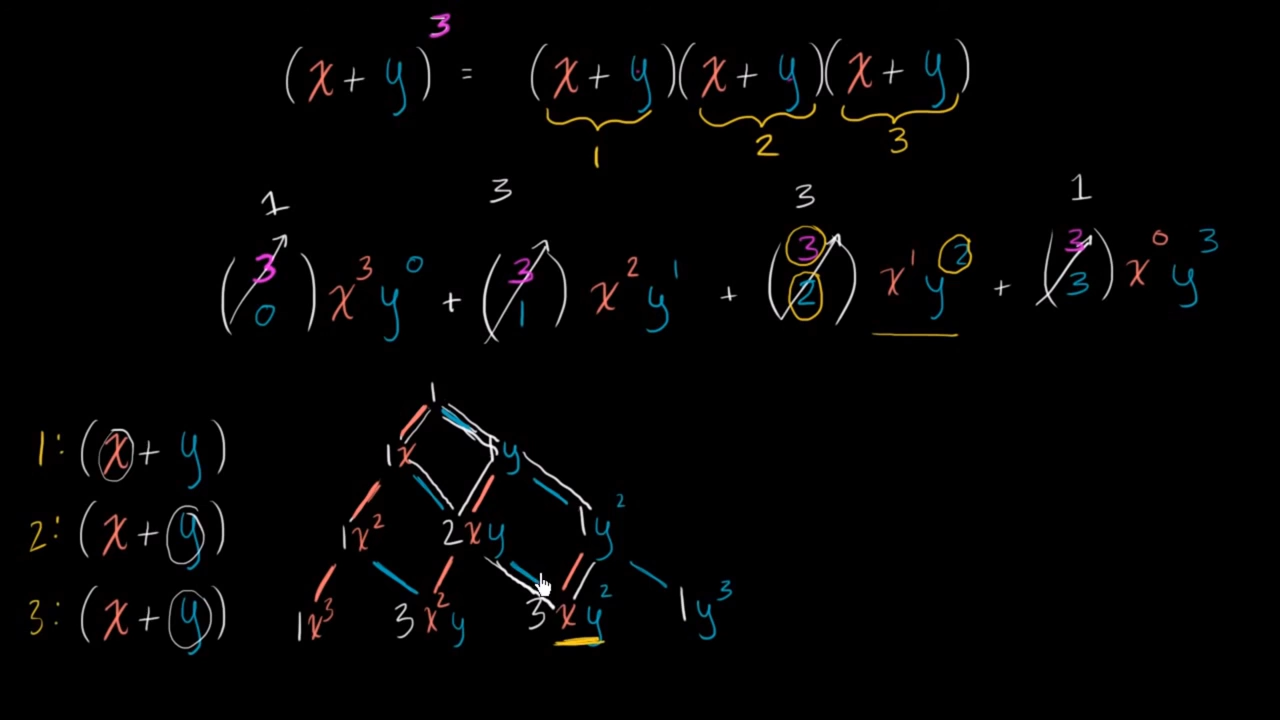 (x + y)³ = (x + y)(x + y)(x + y)
1 2 3
1 3 3 1
(3 0) x³ y⁰ + (3 1) x² y¹ + (3 2) x¹ y² + (3 3) x⁰ y³
1
1: (x + y) 1x 1y
2: (x + y) 1x² 2xy 1y²
3: (x + y) 1x³ 3x²y 3xy² 1y³